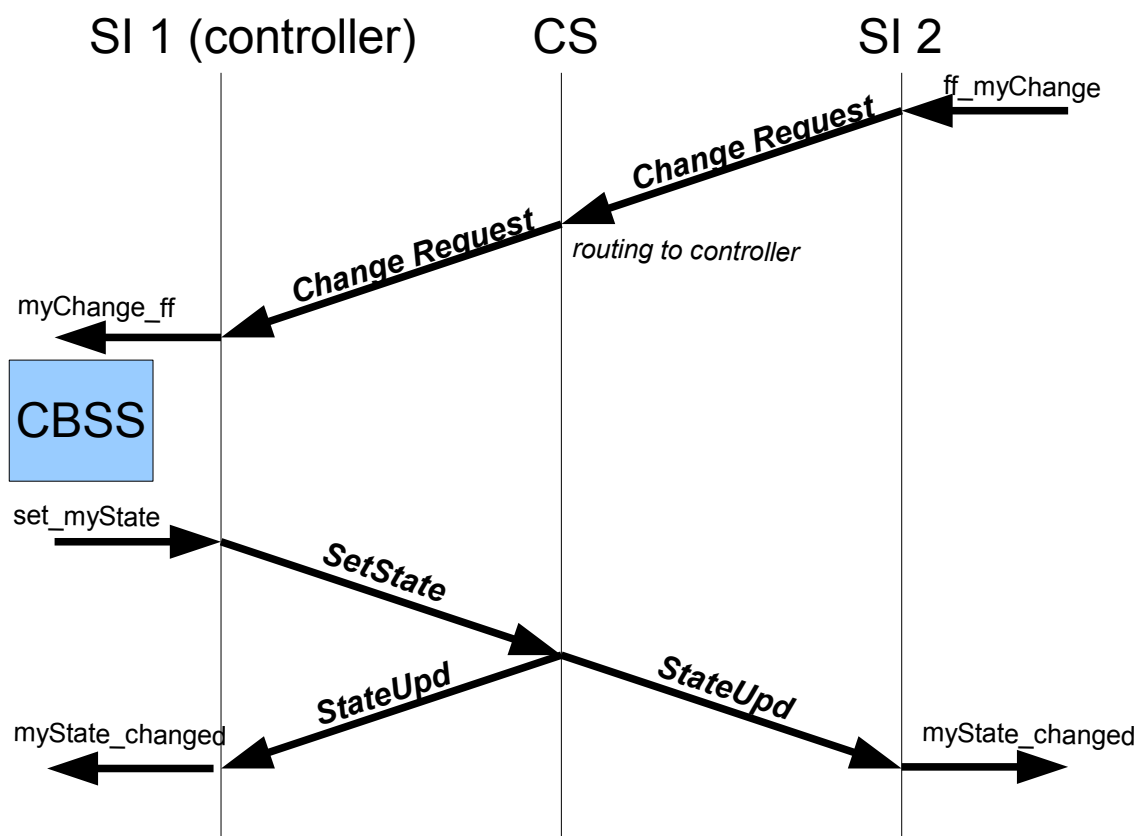 SI 1 (controller)
CS
SI 2
ff_myChange
Change Request
Change Request
routing to controller
myChange_ff
CBSS
set_myState
SetState
StateUpd
StateUpd
myState_changed
myState_changed